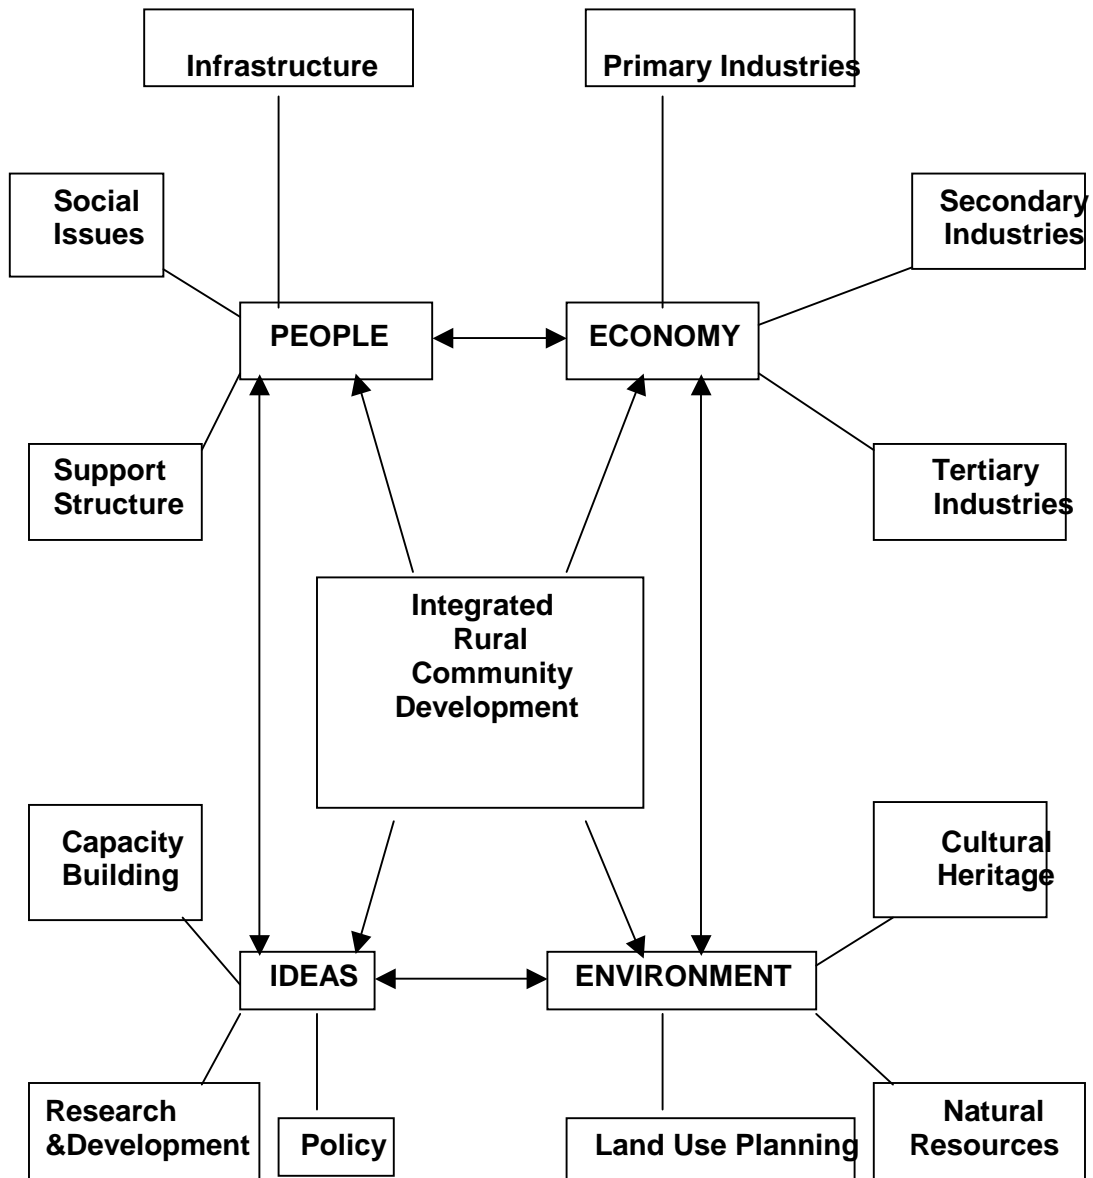 Infrastructure
Primary Industries
Social
Issues
Secondary
Industries
PEOPLE
ECONOMY
Support
Structure
Tertiary
Industries
Integrated
Rural
Community
Development
Capacity
Building
Cultural
Heritage
IDEAS
ENVIRONMENT
Research
&Development
Policy
Land Use Planning
Natural
Resources